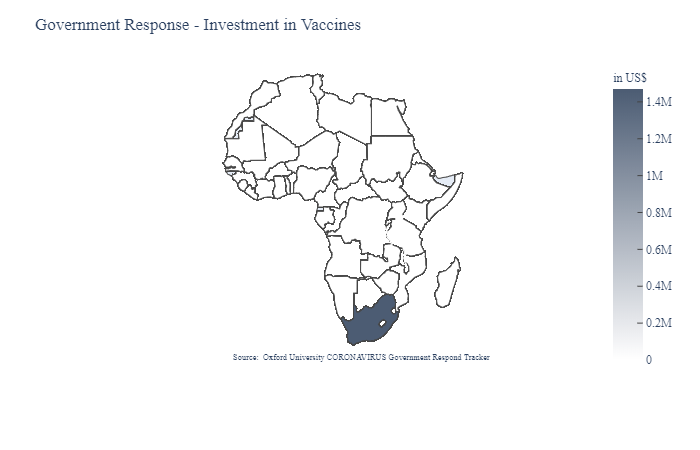 Government Response - Investment in Vaccines
in US$
1.4M
1.2M
1M
0.8M
0.6M
0.4M
0.2M
0
Source: Oxford University CORONAVIRUS Government Respond Tracker